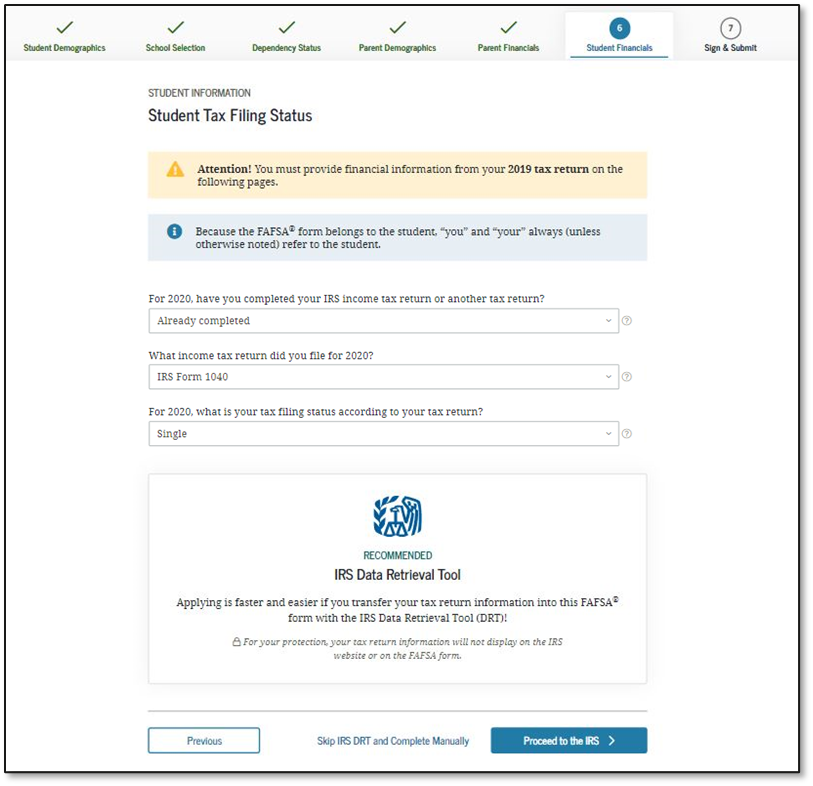 6
7
Student Demographics
School Selection
Dependency Status
Parent Demographics
Parent Financials
Student Financials
Sign & Submit
STUDENT INFORMATION
Student Tax Filing Status
Attention! You must provide financial information from your 2019 tax return on the
following pages.
Because the FAFSA® form belongs to the student, “you” and “your” always (unless
otherwise noted) refer to the student.
For 2020, have you completed your IRS income tax return or another tax return?
Already completed
What income tax return did you file for 2020?
IRS Form 1040
For 2020, what is your tax filing status according to your tax return?
Single
RECOMMENDED
IRS Data Retrieval Tool
Applying is faster and easier if you transfer your tax return information into this FAFSA®
form with the IRS Data Retrieval Tool (DRT)!
For your protection, your tax return information will not display on the IRS
website or on the FAFSA form.
Previous
Skip IRS DRT and Complete Manually
Proceed to the IRS